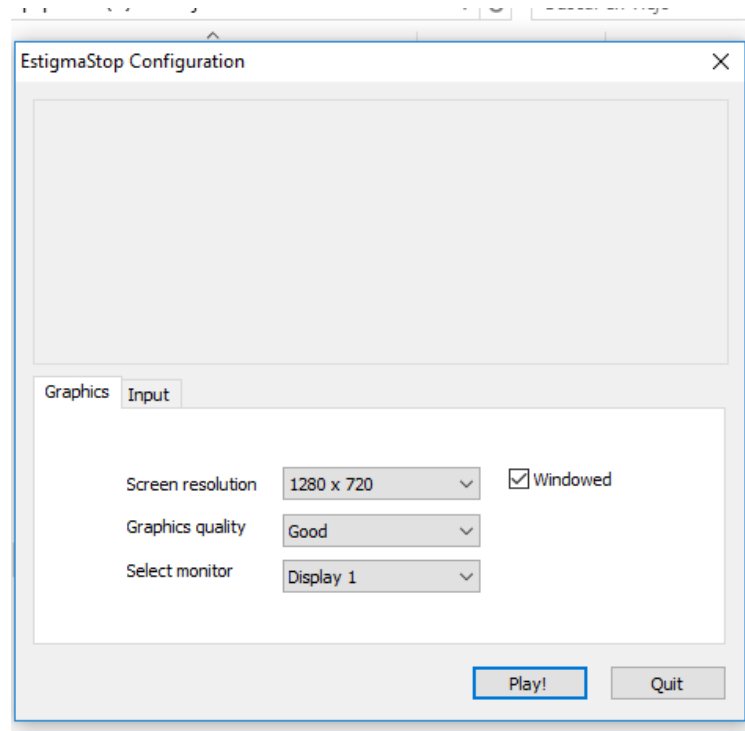 EstigmaStop Configuration
Graphics
Input
Screen resolution
1280 x 720
Windowed
Graphics quality
Good
Select monitor
Display 1
Play!
Quit